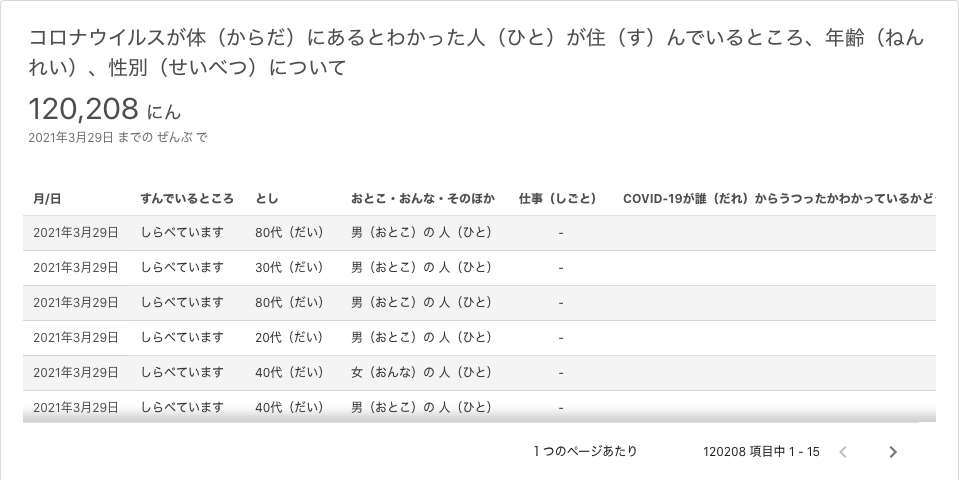 コロナウイルスが体（からだ）にあるとわかった人（ひと）が住（す）んでいるところ、年齢（ねん
れい）、性別（せいべつ）について
120,208 にん
2021年3月29日 までの ぜんぶ で
月/日 すんでいるところ とし おとこ・おんな・そのほか 仕事（しごと） COVID-19が誰（だれ）からうつったかわかっているかど
2021年3月29日 しらべています 80代（だい） 男（おとこ）の 人（ひと） -
2021年3月29日 しらべています 30代（だい） 男（おとこ）の 人（ひと） -
2021年3月29日 しらべています 80代（だい） 男（おとこ）の 人（ひと） -
2021年3月29日 しらべています 20代（だい） 男（おとこ）の 人（ひと） -
2021年3月29日 しらべています 40代（だい） 女（おんな）の 人（ひと） -
2021年3月29日 しらべています 40代（だい） 男（おとこ）の 人（ひと） -
1 つのページあたり 120208 項目中 1 - 15